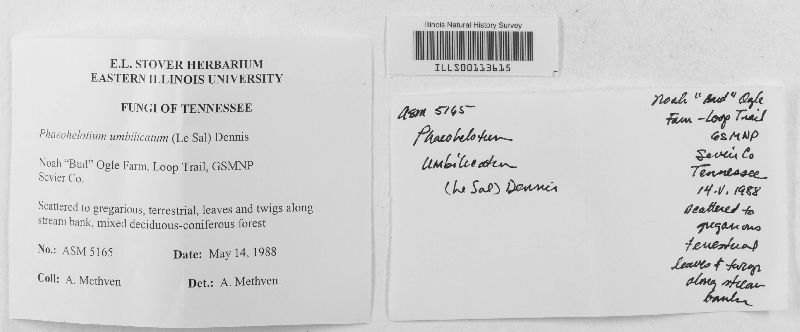 E.L. STOVER HERBARIUM
EASTERN ILLINOIS UNIVERSITY
FUNGI OF TENNESSEE
Phaeohelotium umbilicatum (Le Sal) Dennis
Noah "Bud" Ogle Farm, Loop Trail, GSMNP
Sevier Co.
Scattered to gregarious, terrestrial, leaves and twigs along
stream bank, mixed deciduous-coniferous forest
No.: ASM 5165 Date: May 14, 1988
Coll: A. Methven Det.: A. Methven
Illinois Natural History Survey
ILLS00113615
ASM 5165
Phaeohelotium
umbilicatum
(Le Sal) Dennis
Noah "Bud" Ogle
Farm - Loop Trail
GSMNP
Sevier Co
Tennessee
14.V.1988
Scattered to
gregarious
terrestrial
leaves & twigs
along stream
banks